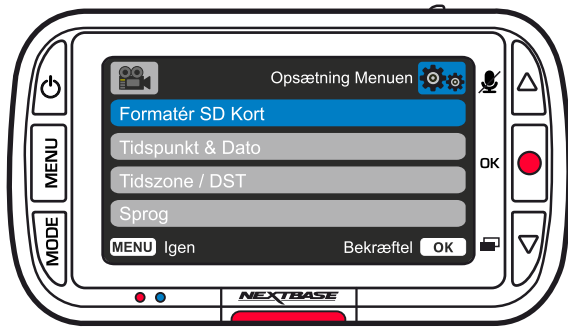 Opsætning Menuen
Formatér SD Kort
Tidspunkt & Dato
Tidszone / DST
Sprog
MENU Igen
Bekræftel OK
MENU
MODE
OK
NEXTBASE